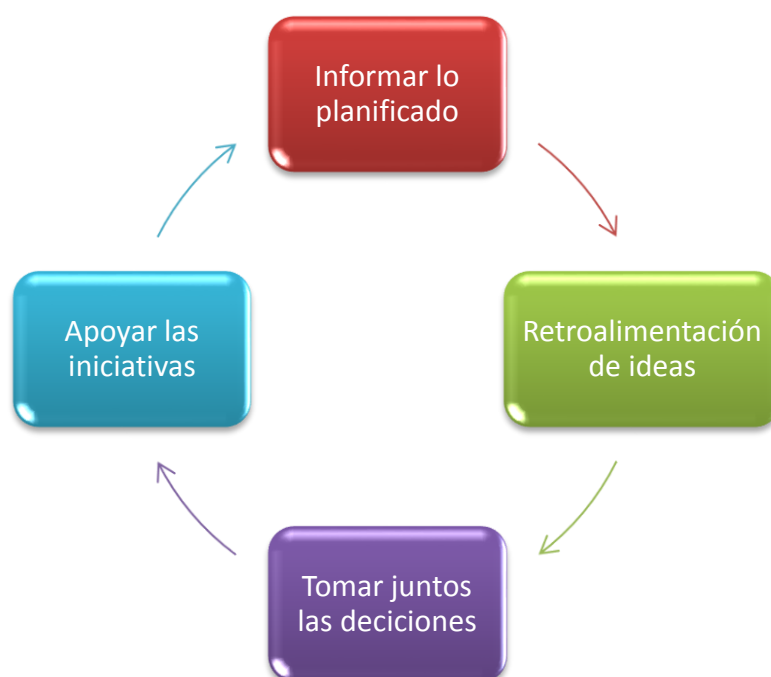 Informar lo
planificado
Retroalimentación
de ideas
Tomar juntos
las deciciones
Apoyar las
iniciativas